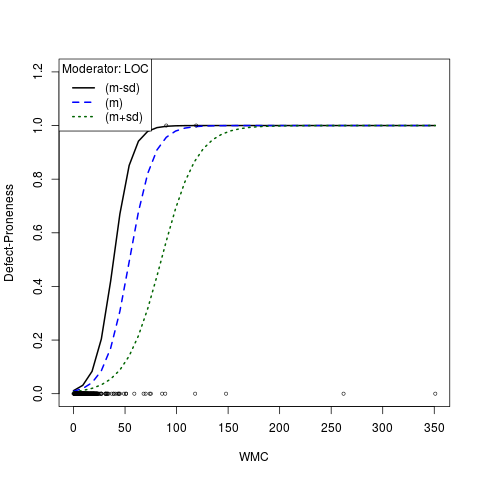 Moderator: LOC
(m-sd)
(m)
(m+sd)
Defect-Proneness
0.0 0.2 0.4 0.6 0.8 1.0 1.2
0 50 100 150 200 250 300 350
WMC